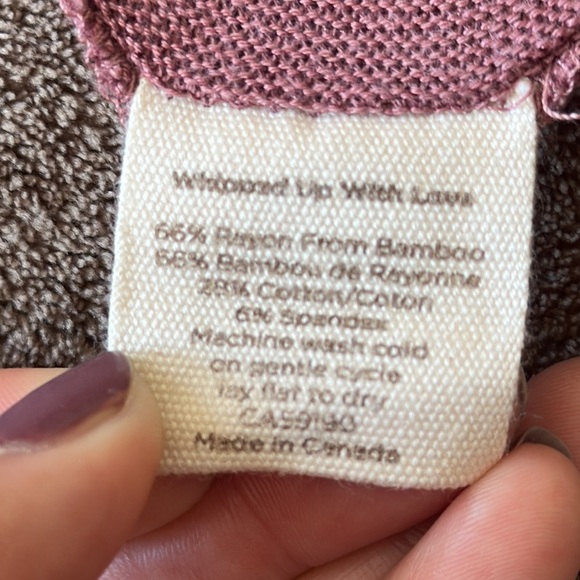 Whipped Up With Love
66% Rayon From Bamboo
66% Bambou de Rayonne
28% Cotton/Coton
6% Spandex
Machine wash cold
on gentle cycle
lay flat to dry
CA59190
Made in Canada